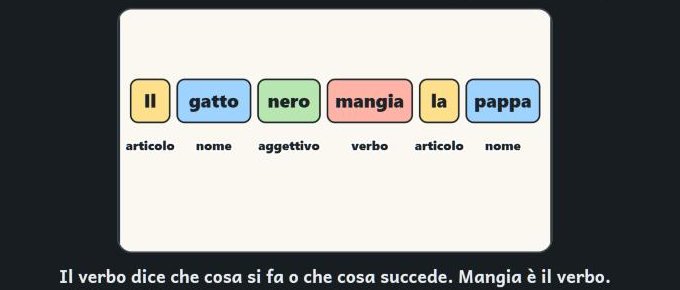 Il gatto nero mangia la pappa
articolo nome aggettivo verbo articolo nome
Il verbo dice che cosa si fa o che cosa succede. Mangia è il verbo.